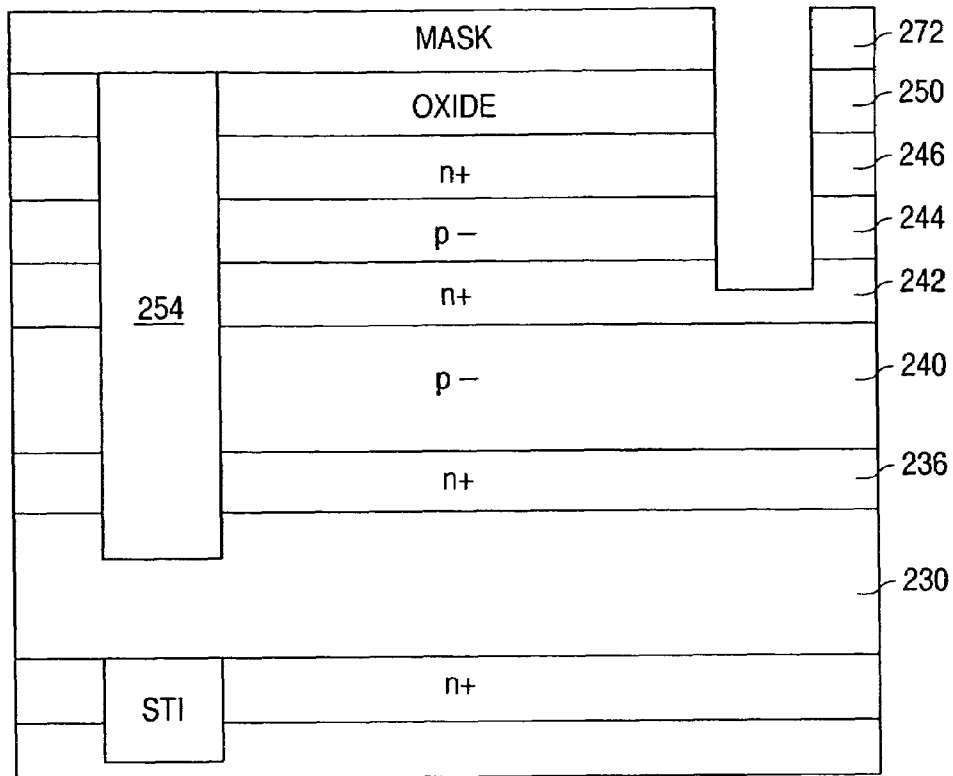 MASK 272
OXIDE 250
n+ 246
p− 244
n+ 242
254
p− 240
n+ 236
230
n+
STI